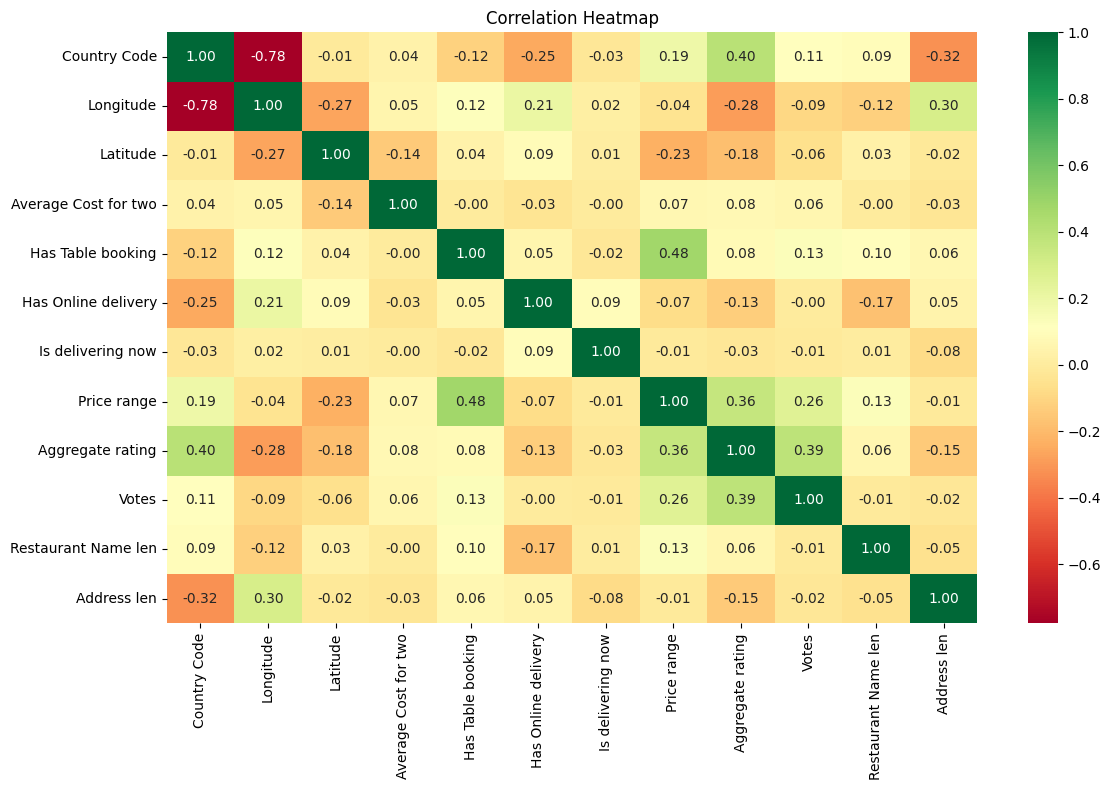 Correlation Heatmap
Country Code 1.00 -0.78 -0.01 0.04 -0.12 -0.25 -0.03 0.19 0.40 0.11 0.09 -0.32
Longitude -0.78 1.00 -0.27 0.05 0.12 0.21 0.02 -0.04 -0.28 -0.09 -0.12 0.30
Latitude -0.01 -0.27 1.00 -0.14 0.04 0.09 0.01 -0.23 -0.18 -0.06 0.03 -0.02
Average Cost for two 0.04 0.05 -0.14 1.00 -0.00 -0.03 -0.00 0.07 0.08 0.06 -0.00 -0.03
Has Table booking -0.12 0.12 0.04 -0.00 1.00 0.05 -0.02 0.48 0.08 0.13 0.10 0.06
Has Online delivery -0.25 0.21 0.09 -0.03 0.05 1.00 0.09 -0.07 -0.13 -0.00 -0.17 0.05
Is delivering now -0.03 0.02 0.01 -0.00 -0.02 0.09 1.00 -0.01 -0.03 -0.01 0.01 -0.08
Price range 0.19 -0.04 -0.23 0.07 0.48 -0.07 -0.01 1.00 0.36 0.26 0.13 -0.01
Aggregate rating 0.40 -0.28 -0.18 0.08 0.08 -0.13 -0.03 0.36 1.00 0.39 0.06 -0.15
Votes 0.11 -0.09 -0.06 0.06 0.13 -0.00 -0.01 0.26 0.39 1.00 -0.01 -0.02
Restaurant Name len 0.09 -0.12 0.03 -0.00 0.10 -0.17 0.01 0.13 0.06 -0.01 1.00 -0.05
Address len -0.32 0.30 -0.02 -0.03 0.06 0.05 -0.08 -0.01 -0.15 -0.02 -0.05 1.00
Country Code
Longitude
Latitude
Average Cost for two
Has Table booking
Has Online delivery
Is delivering now
Price range
Aggregate rating
Votes
Restaurant Name len
Address len
1.0
0.8
0.6
0.4
0.2
0.0
−0.2
−0.4
−0.6